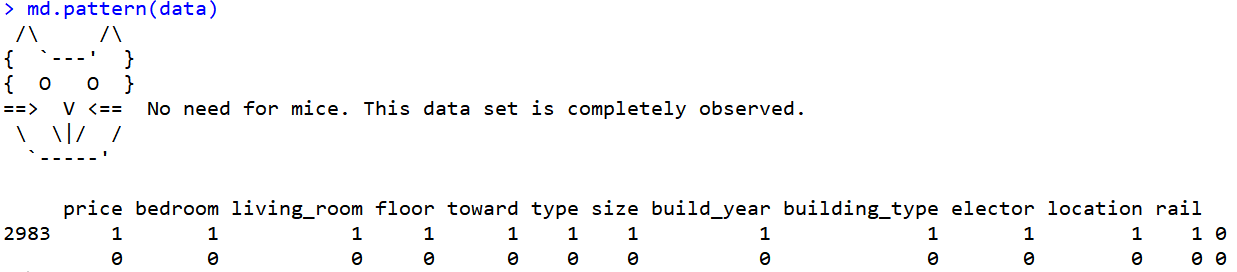 > md.pattern(data)
 /\     /\
{  `---'  }
{  O   O  }
==>  V <==  No need for mice. This data set is completely observed.
 \  \|/  /
  `-----'

     price bedroom living_room floor toward type size build_year building_type elector location rail
2983     1       1           1     1      1    1    1          1             1       1        1    1 0
         0       0           0     0      0    0    0          0             0       0        0    0 0